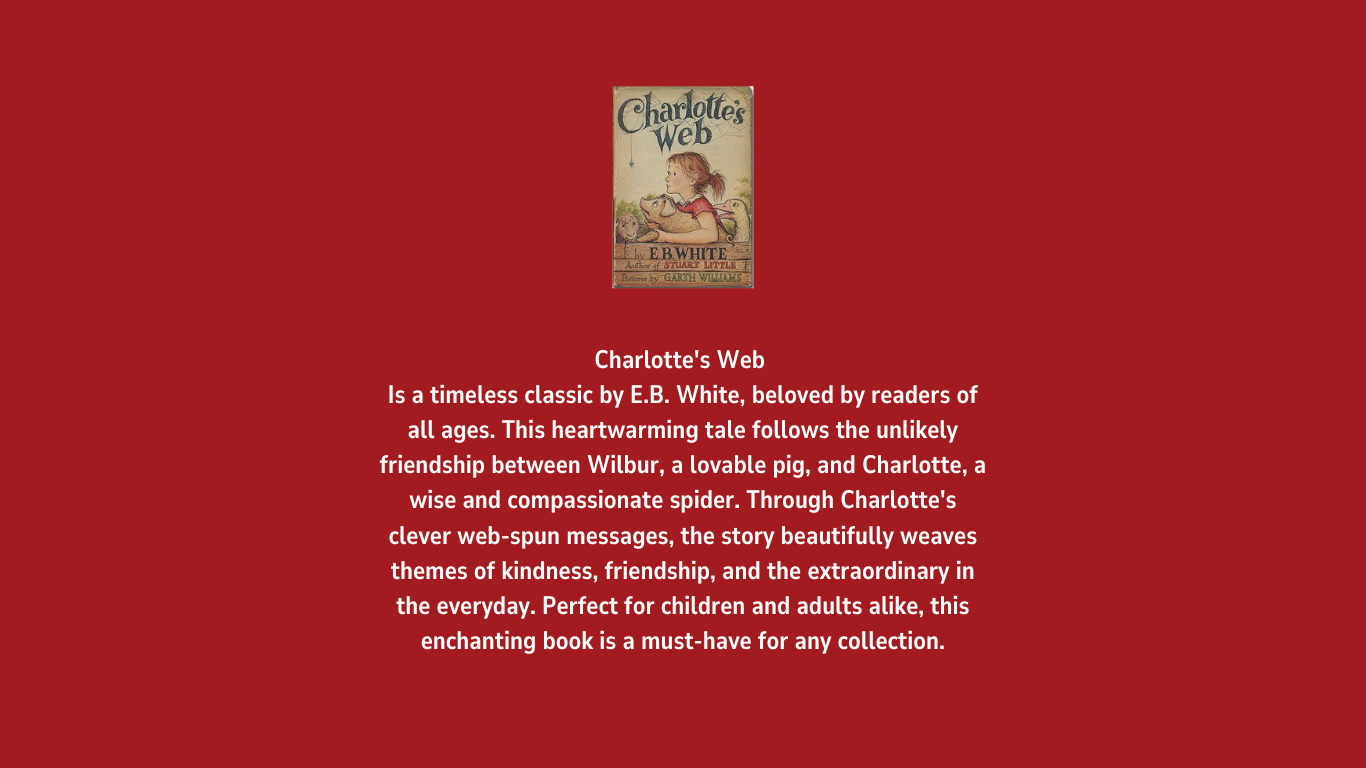 Charlotte's
Web
by E.B. WHITE
Author of STUART LITTLE
Pictures by GARTH WILLIAMS
Charlotte's Web
Is a timeless classic by E.B. White, beloved by readers of
all ages. This heartwarming tale follows the unlikely
friendship between Wilbur, a lovable pig, and Charlotte, a
wise and compassionate spider. Through Charlotte's
clever web-spun messages, the story beautifully weaves
themes of kindness, friendship, and the extraordinary in
the everyday. Perfect for children and adults alike, this
enchanting book is a must-have for any collection.